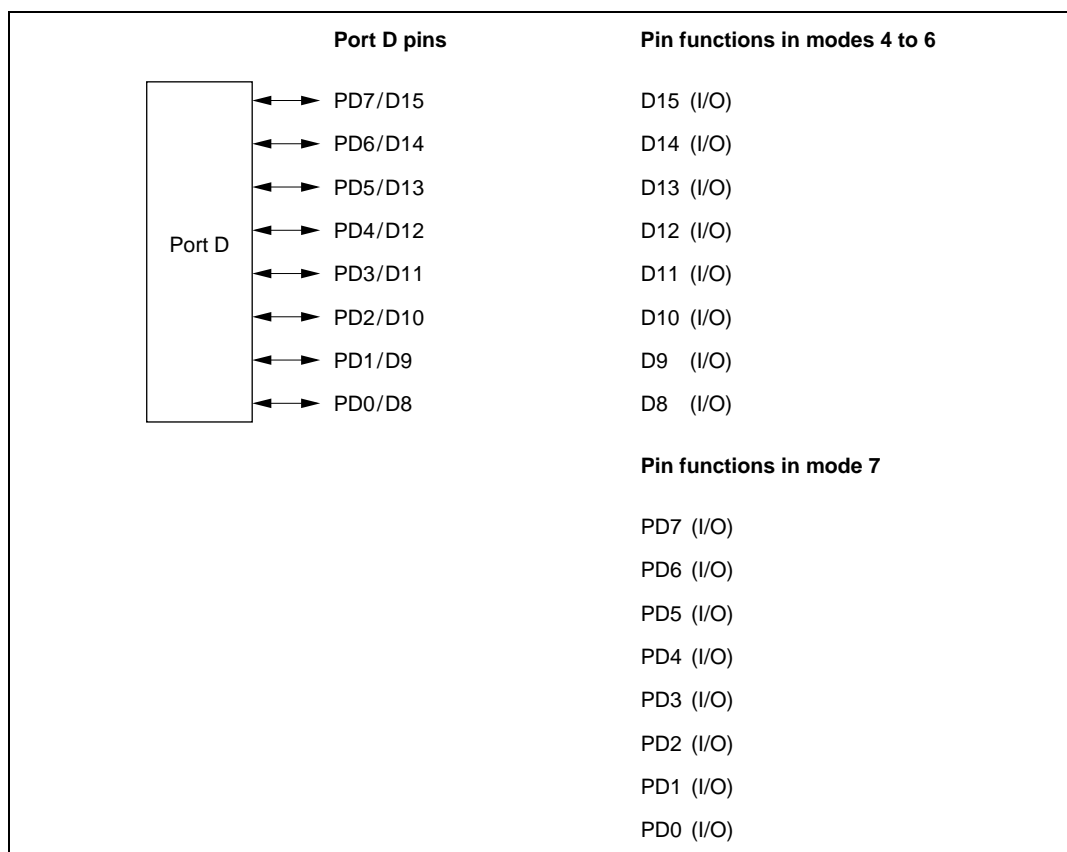 Port D pins Pin functions in modes 4 to 6
PD7/D15 D15 (I/O)
PD6/D14 D14 (I/O)
PD5/D13 D13 (I/O)
PD4/D12 D12 (I/O)
Port D
PD3/D11 D11 (I/O)
PD2/D10 D10 (I/O)
PD1/D9 D9 (I/O)
PD0/D8 D8 (I/O)
Pin functions in mode 7
PD7 (I/O)
PD6 (I/O)
PD5 (I/O)
PD4 (I/O)
PD3 (I/O)
PD2 (I/O)
PD1 (I/O)
PD0 (I/O)